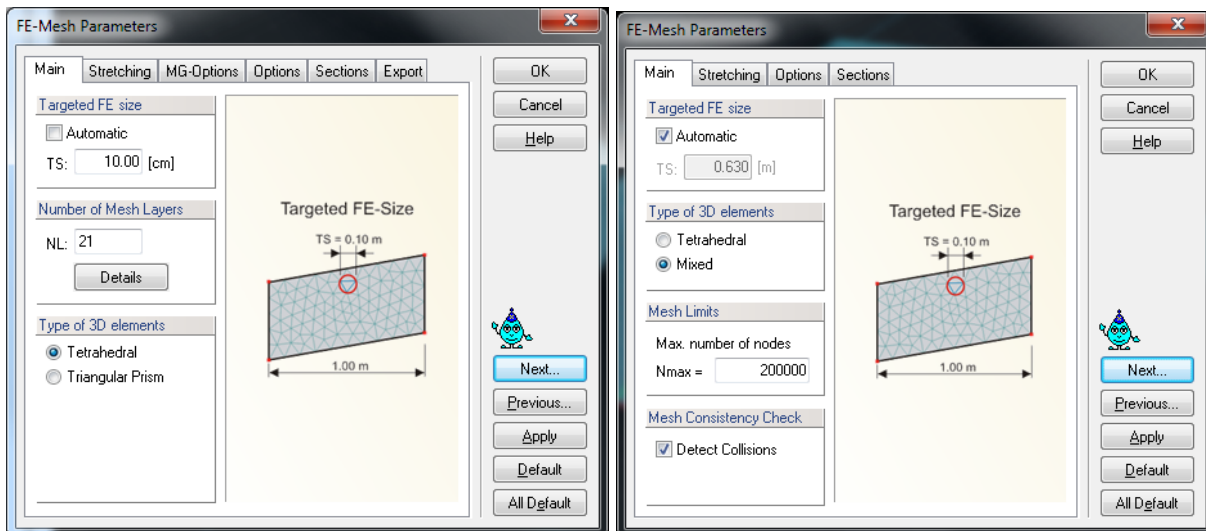 FE-Mesh Parameters
Main Stretching MG-Options Options Sections Export
Targeted FE size
Automatic
TS: 10.00 [cm]
Number of Mesh Layers
NL: 21
Details
Type of 3D elements
Tetrahedral
Triangular Prism
Targeted FE-Size
TS = 0.10 m
1.00 m
OK
Cancel
Help
Next...
Previous...
Apply
Default
All Default
FE-Mesh Parameters
Main Stretching Options Sections
Targeted FE size
Automatic
TS: 0.630 [m]
Type of 3D elements
Tetrahedral
Mixed
Mesh Limits
Max. number of nodes
Nmax = 200000
Mesh Consistency Check
Detect Collisions
Targeted FE-Size
TS = 0.10 m
1.00 m
OK
Cancel
Help
Next...
Previous...
Apply
Default
All Default